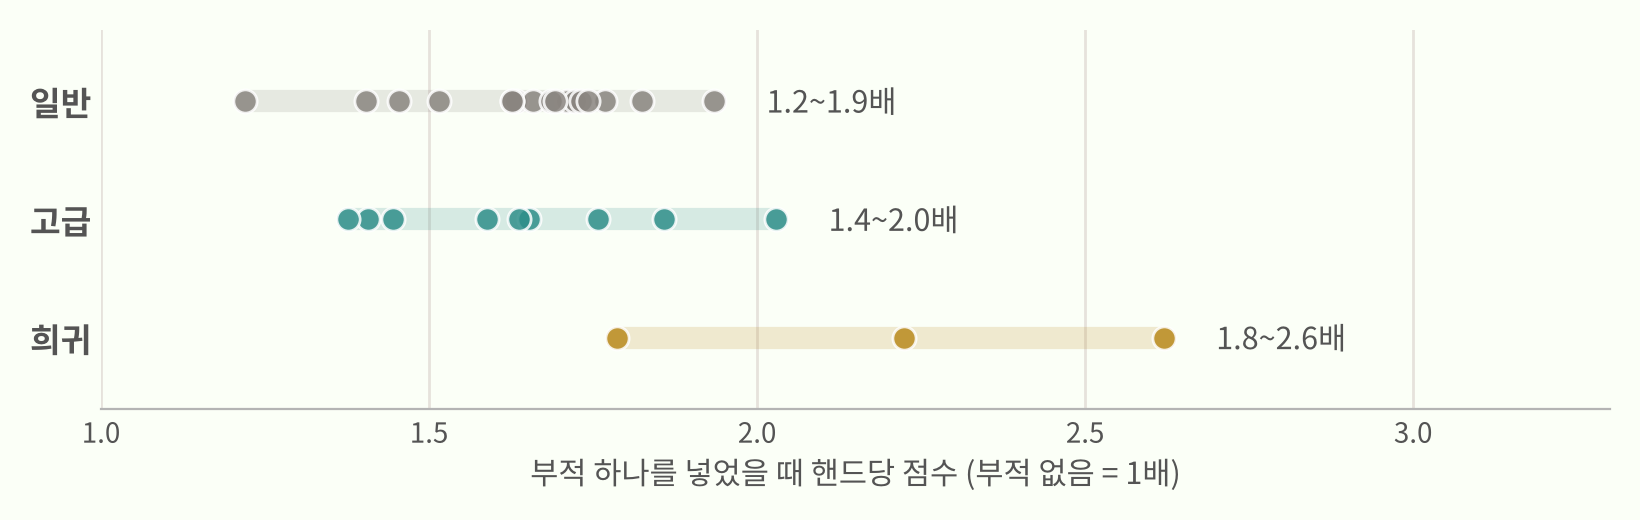 일반 1.2~1.9배
고급 1.4~2.0배
희귀 1.8~2.6배
1.0 1.5 2.0 2.5 3.0
부적 하나를 넣었을 때 핸드당 점수 (부적 없음 = 1배)